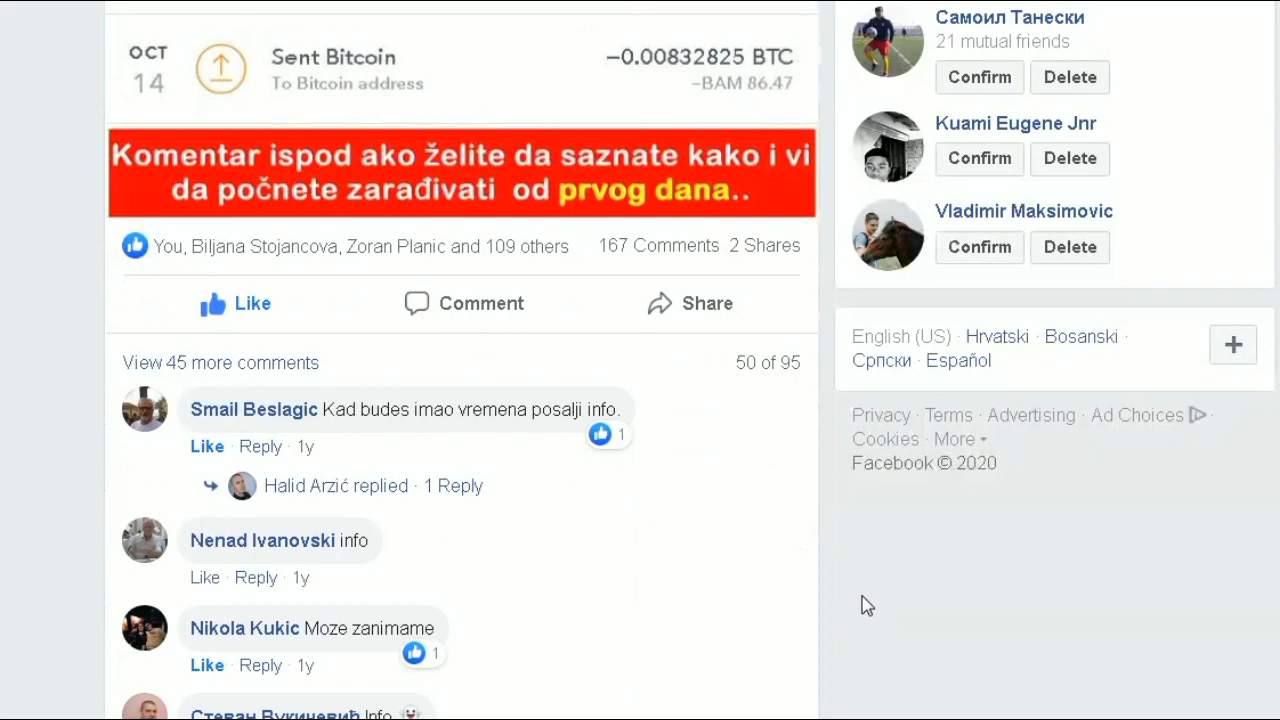 OCT
14
Sent Bitcoin
To Bitcoin address
−0.00832825 BTC
−BAM 86.47
Komentar ispod ako želite da saznate kako i vi
da počnete zarađivati od prvog dana..
You, Biljana Stojancova, Zoran Planic and 109 others
167 Comments 2 Shares
Like
Comment
Share
View 45 more comments
50 of 95
Smail Beslagic Kad budes imao vremena posalji info.
1
Like · Reply · 1y
Halid Arzić replied · 1 Reply
Nenad Ivanovski info
Like · Reply · 1y
Nikola Kukic Moze zanimame
1
Like · Reply · 1y
Стеван Вукичевић Info
Самоил Танески
21 mutual friends
Confirm Delete
Kuami Eugene Jnr
Confirm Delete
Vladimir Maksimovic
Confirm Delete
English (US) · Hrvatski · Bosanski ·
Српски · Español
Privacy · Terms · Advertising · Ad Choices ·
Cookies · More
Facebook © 2020